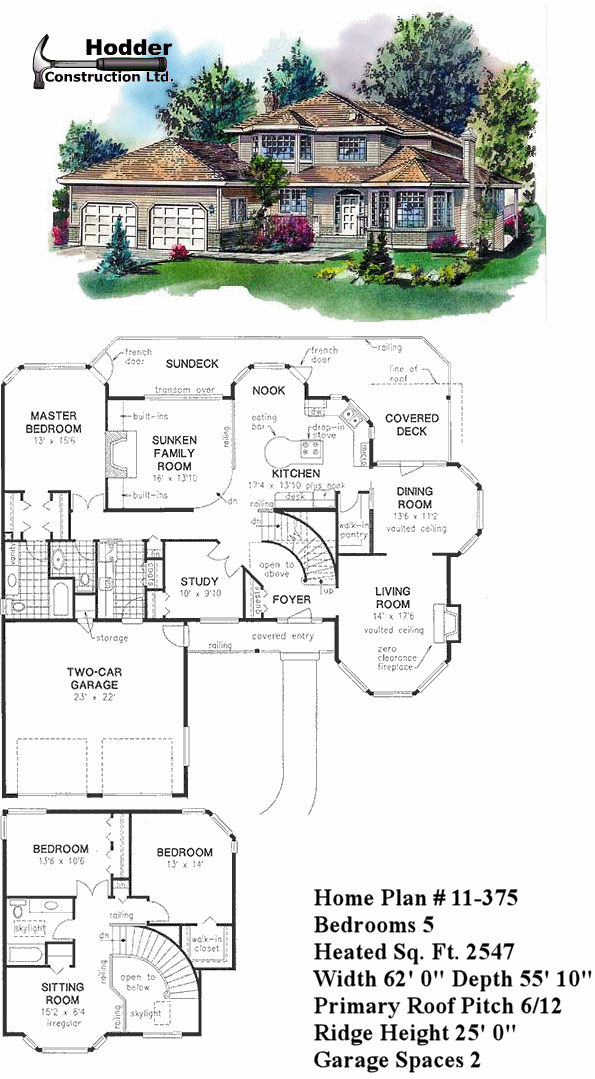 Hodder
Construction Ltd.
french
door
SUNDECK
french
door
railing
line of
roof
transom over
NOOK
MASTER
BEDROOM
13' x 15'6
built-ins
SUNKEN
FAMILY
ROOM
16' x 13'10
built-ins
railing
eating
bar
drop-in
stove
COVERED
DECK
KITCHEN
17'4 x 13'10 plus nook
desk
railing
dn
dn
DINING
ROOM
13'6 x 11'2
vaulted ceiling
walk-in
pantry
vanity
coats
STUDY
10' x 9'10
open to
above
up
guests
FOYER
LIVING
ROOM
14' x 17'6
vaulted ceiling
zero
clearance
fireplace
storage
railing
covered entry
TWO-CAR
GARAGE
23' x 22'
BEDROOM
13'6 x 10'6
BEDROOM
13' x 14'
skylight
railing
dn
walk-in
closet
railing
open to
below
SITTING
ROOM
15'2 x 8'4
irregular
railing
skylight
Home Plan # 11-375
Bedrooms 5
Heated Sq. Ft. 2547
Width 62' 0" Depth 55' 10"
Primary Roof Pitch 6/12
Ridge Height 25' 0"
Garage Spaces 2